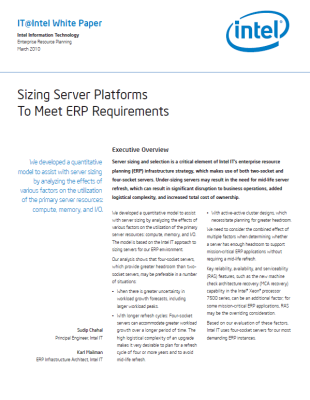 IT@Intel White Paper
Intel Information Technology
Enterprise Resource Planning
March 2010
intel
Sizing Server Platforms
To Meet ERP Requirements
We developed a quantitative
model to assist with server sizing
by analyzing the effects of
various factors on the utilization
of the primary server resources:
compute, memory, and I/O.
Sudip Chahal
Principal Engineer, Intel IT
Karl Mailman
ERP Infrastructure Architect, Intel IT
Executive Overview
Server sizing and selection is a critical element of Intel IT's enterprise resource
planning (ERP) infrastructure strategy, which makes use of both two-socket and
four-socket servers. Under-sizing servers may result in the need for mid-life server
refresh, which can result in significant disruption to business operations, added
logistical complexity, and increased total cost of ownership.
We developed a quantitative model to assist
with server sizing by analyzing the effects of
various factors on the utilization of the primary
server resources: compute, memory, and I/O.
The model is based on the Intel IT approach to
sizing servers for our ERP environment.
Our analysis shows that four-socket servers,
which provide greater headroom than two-
socket servers, may be preferable in a number
of situations:
• When there is greater uncertainty in
workload growth forecasts, including
larger workload peaks.
• With longer refresh cycles: Four-socket
servers can accommodate greater workload
growth over a longer period of time. The
high logistical complexity of an upgrade
makes it very desirable to plan for a refresh
cycle of four or more years and to avoid
mid-life refresh.
• With active-active cluster designs, which
necessitate planning for greater headroom.
We need to consider the combined effect of
multiple factors when determining whether
a server has enough headroom to support
mission-critical ERP applications without
requiring a mid-life refresh.
Key reliability, availability, and serviceability
(RAS) features, such as the new machine
check architecture recovery (MCA recovery)
capability in the Intel® Xeon® processor
7500 series, can be an additional factor; for
some mission-critical ERP applications, RAS
may be the overriding consideration.
Based on our evaluation of these factors,
Intel IT uses four-socket servers for our most
demanding ERP instances.